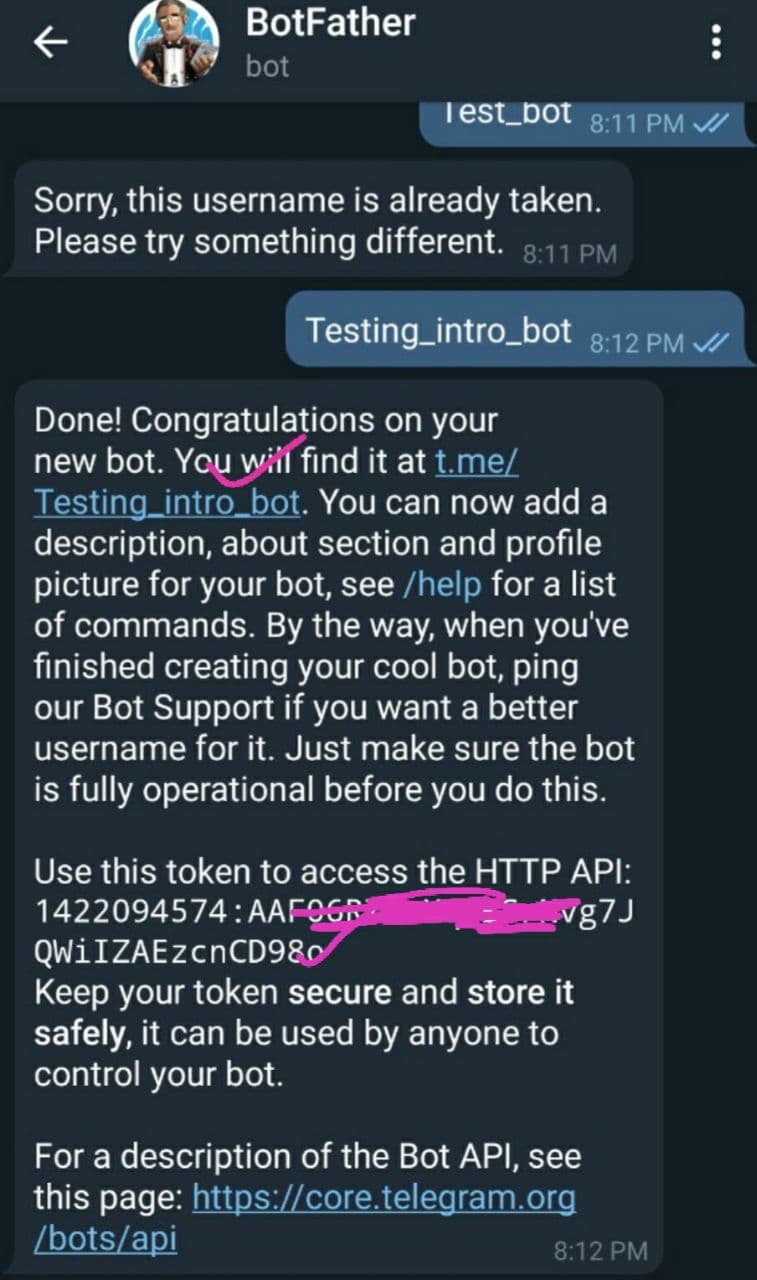 BotFather
bot
Test_bot 8:11 PM
Sorry, this username is already taken.
Please try something different. 8:11 PM
Testing_intro_bot 8:12 PM
Done! Congratulations on your
new bot. You will find it at t.me/
Testing_intro_bot. You can now add a
description, about section and profile
picture for your bot, see /help for a list
of commands. By the way, when you've
finished creating your cool bot, ping
our Bot Support if you want a better
username for it. Just make sure the bot
is fully operational before you do this.
Use this token to access the HTTP API:
1422094574:AA
Keep your token secure and store it
safely, it can be used by anyone to
control your bot.
For a description of the Bot API, see
this page: https://core.telegram.org
/bots/api 8:12 PM